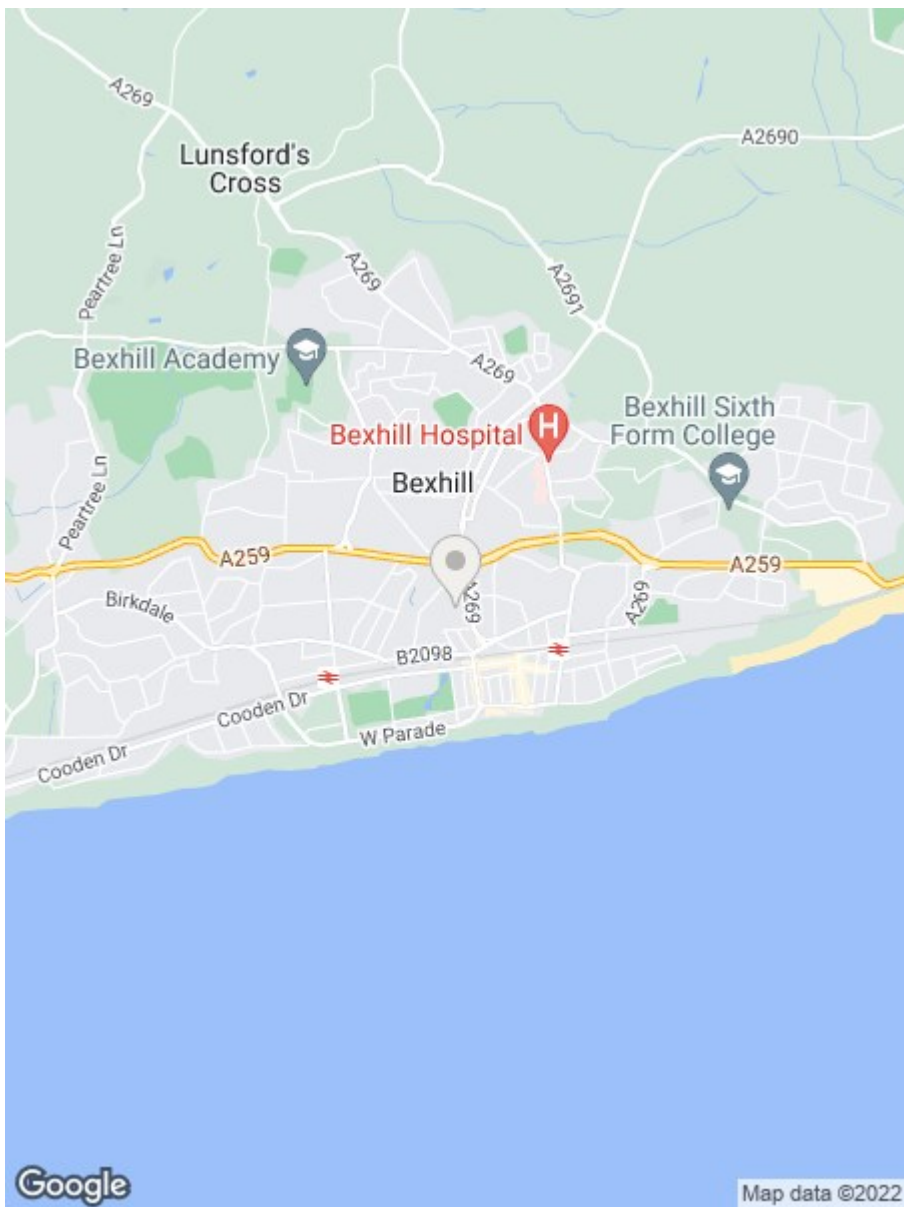 A269
A2690
Lunsford's
Cross
Peartree Ln
A269
A2691
Bexhill Academy
A269
Bexhill Sixth
Form College
Bexhill Hospital
H
Bexhill
Peartree Ln
A259
A259
Birkdale
A269
A269
B2098
Cooden Dr
W Parade
Cooden Dr
Google
Map data ©2022